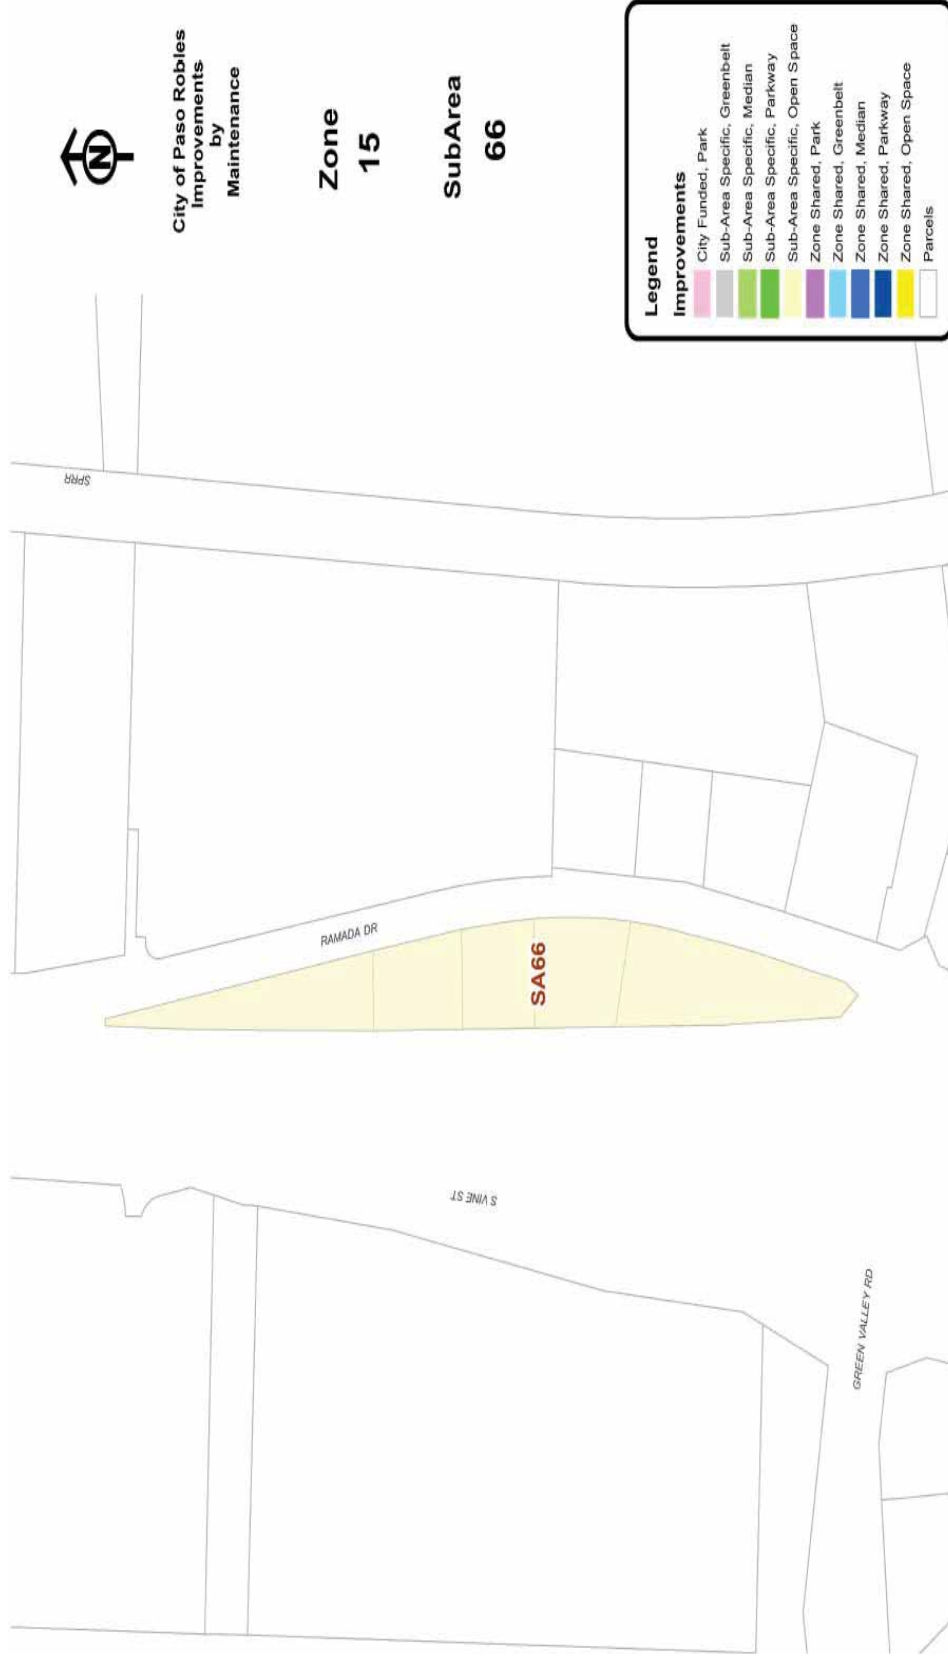 N
City of Paso Robles
Improvements
by
Maintenance
Zone
15
SubArea
66
SPRR
RAMADA DR
SA66
S VINE ST
GREEN VALLEY RD
Legend
Improvements
City Funded, Park
Sub-Area Specific, Greenbelt
Sub-Area Specific, Median
Sub-Area Specific, Parkway
Sub-Area Specific, Open Space
Zone Shared, Park
Zone Shared, Greenbelt
Zone Shared, Median
Zone Shared, Parkway
Zone Shared, Open Space
Parcels